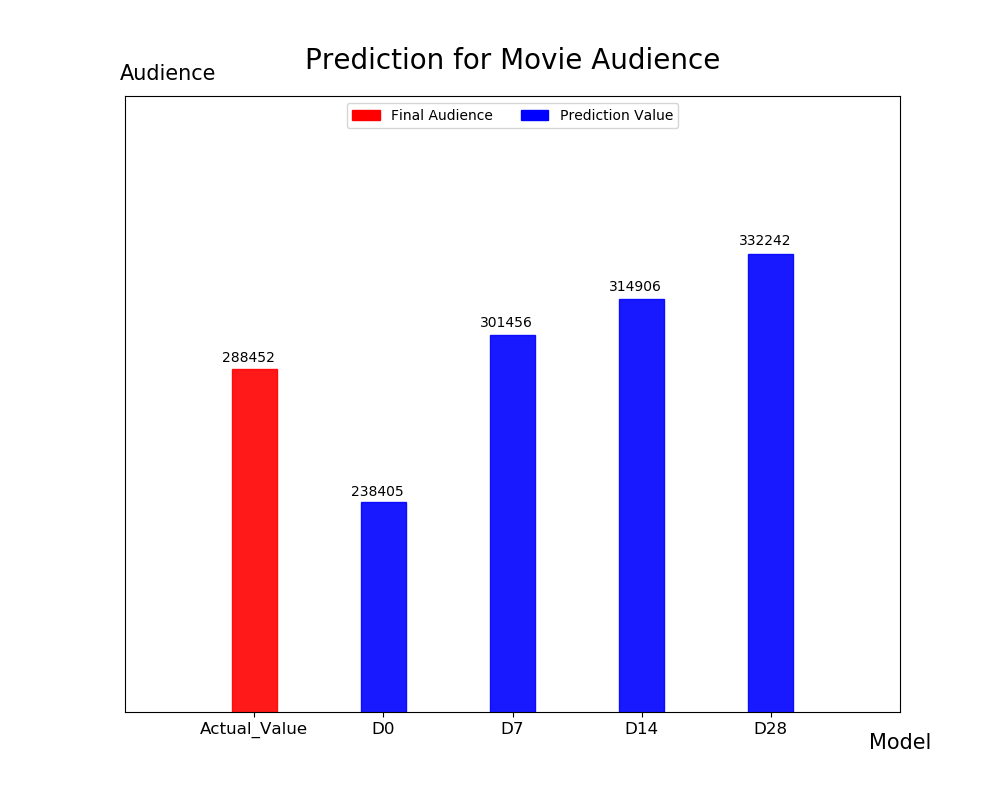 Prediction for Movie Audience
Audience
Final Audience
Prediction Value
332242
314906
301456
288452
238405
Actual_Value
D0
D7
D14
D28
Model